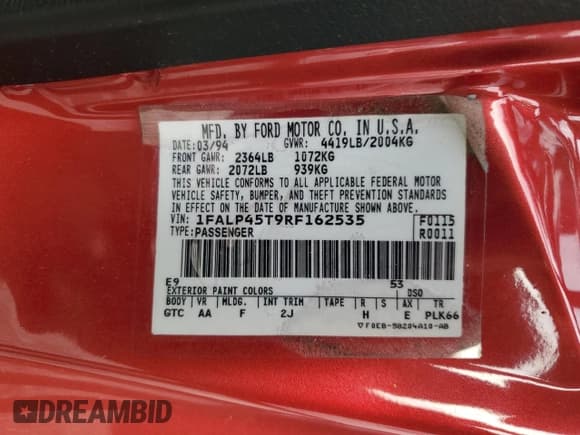 MFD. BY FORD MOTOR CO. IN U.S.A.
DATE: 03/94 GVWR: 4419LB/2004KG
FRONT GAWR: 2364LB 1072KG
REAR GAWR: 2072LB 939KG
THIS VEHICLE CONFORMS TO ALL APPLICABLE FEDERAL MOTOR
VEHICLE SAFETY, BUMPER, AND THEFT PREVENTION STANDARDS
IN EFFECT ON THE DATE OF MANUFACTURE SHOWN ABOVE.
VIN: 1FALP45T9RF162535 F0115
TYPE: PASSENGER R0011
E9 53
EXTERIOR PAINT COLORS DSO
BODY VR MLDG. INT TRIM TAPE R S AX TR
GTC AA F 2J H E PLK66
▽F0EB-58204A10-AB
DREAMBID